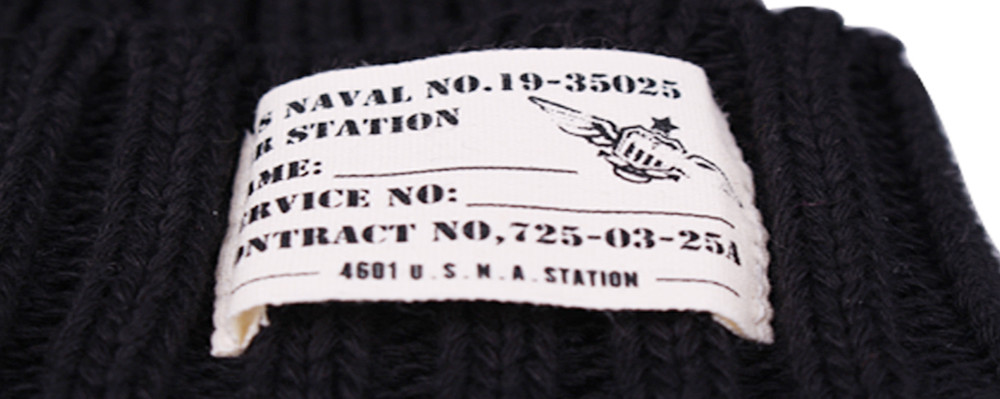 S NAVAL NO.19-35025
R STATION
AME:
ERVICE NO:
ONTRACT NO,725-03-25A
4601 U.S.N.A.STATION